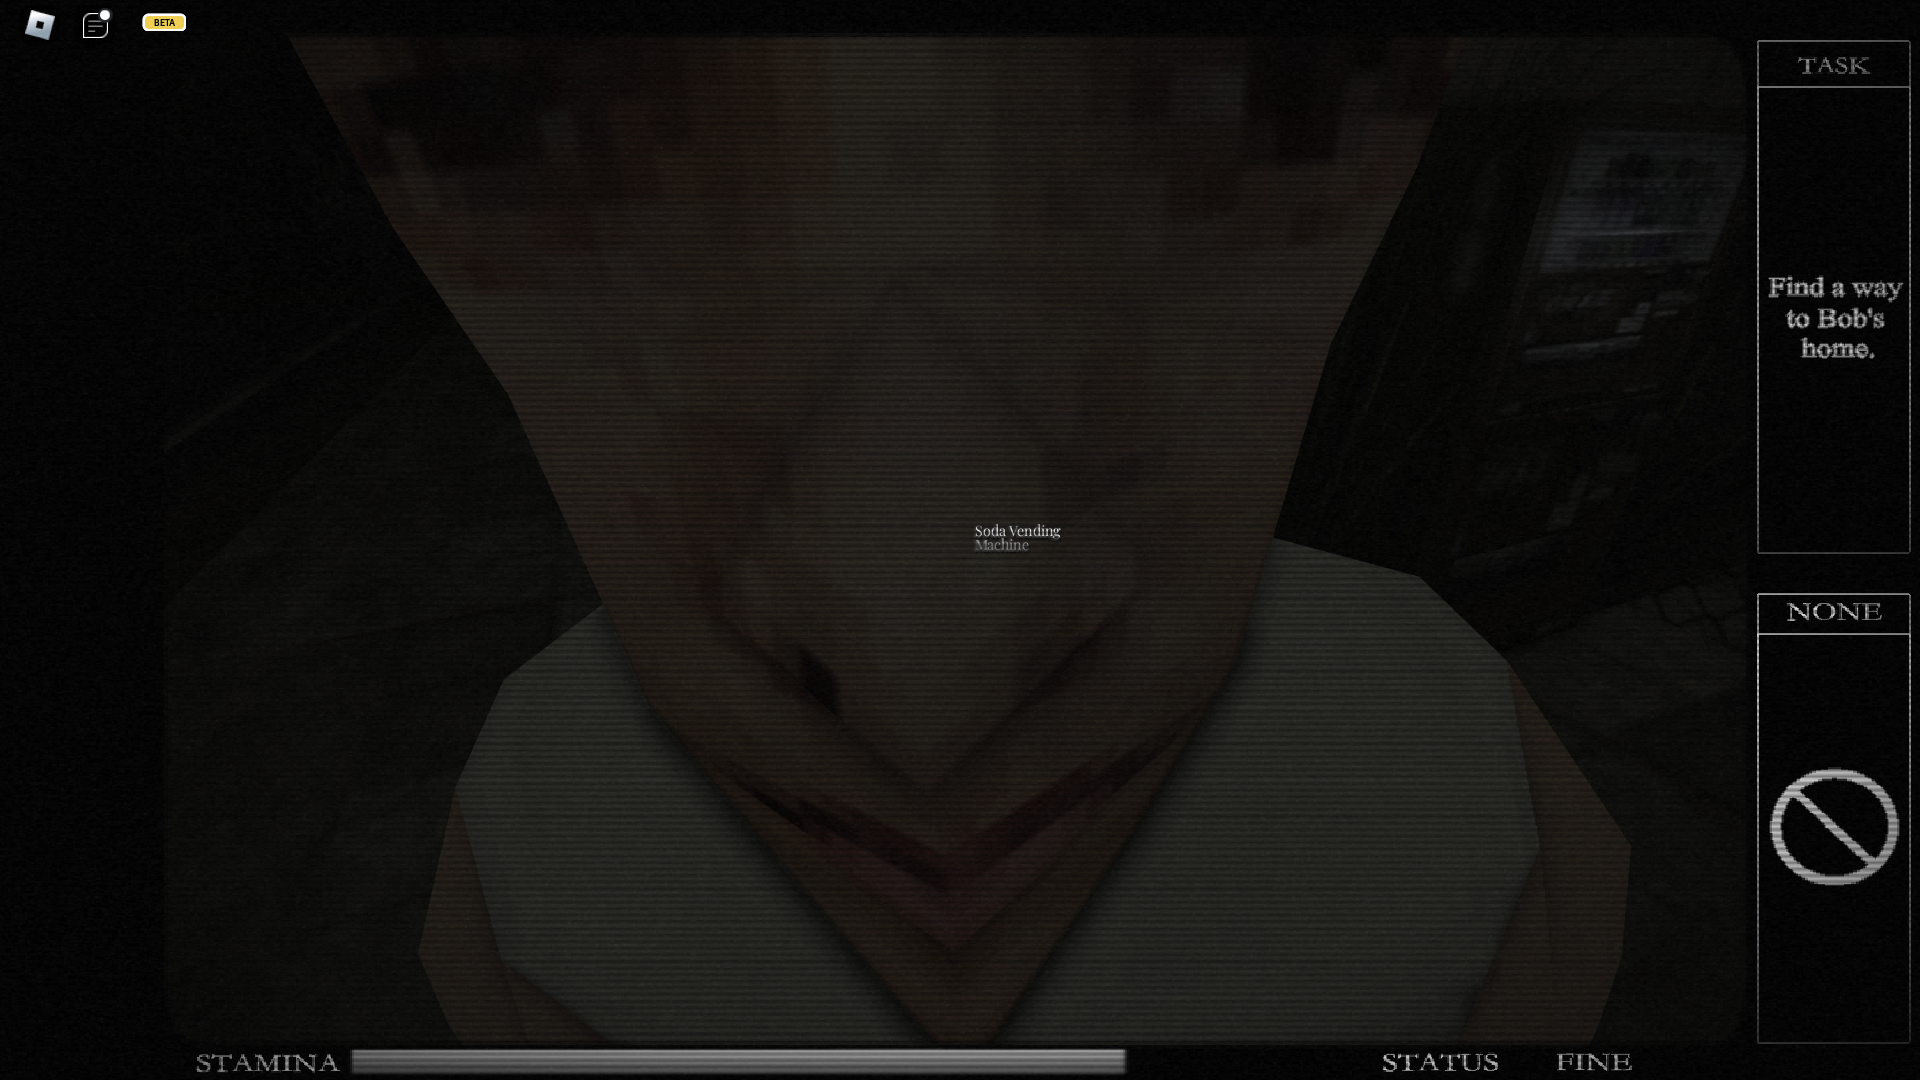 BETA
TASK
Find a way
to Bob's
home.
Soda Vending
Machine
NONE
STAMINA
STATUS FINE